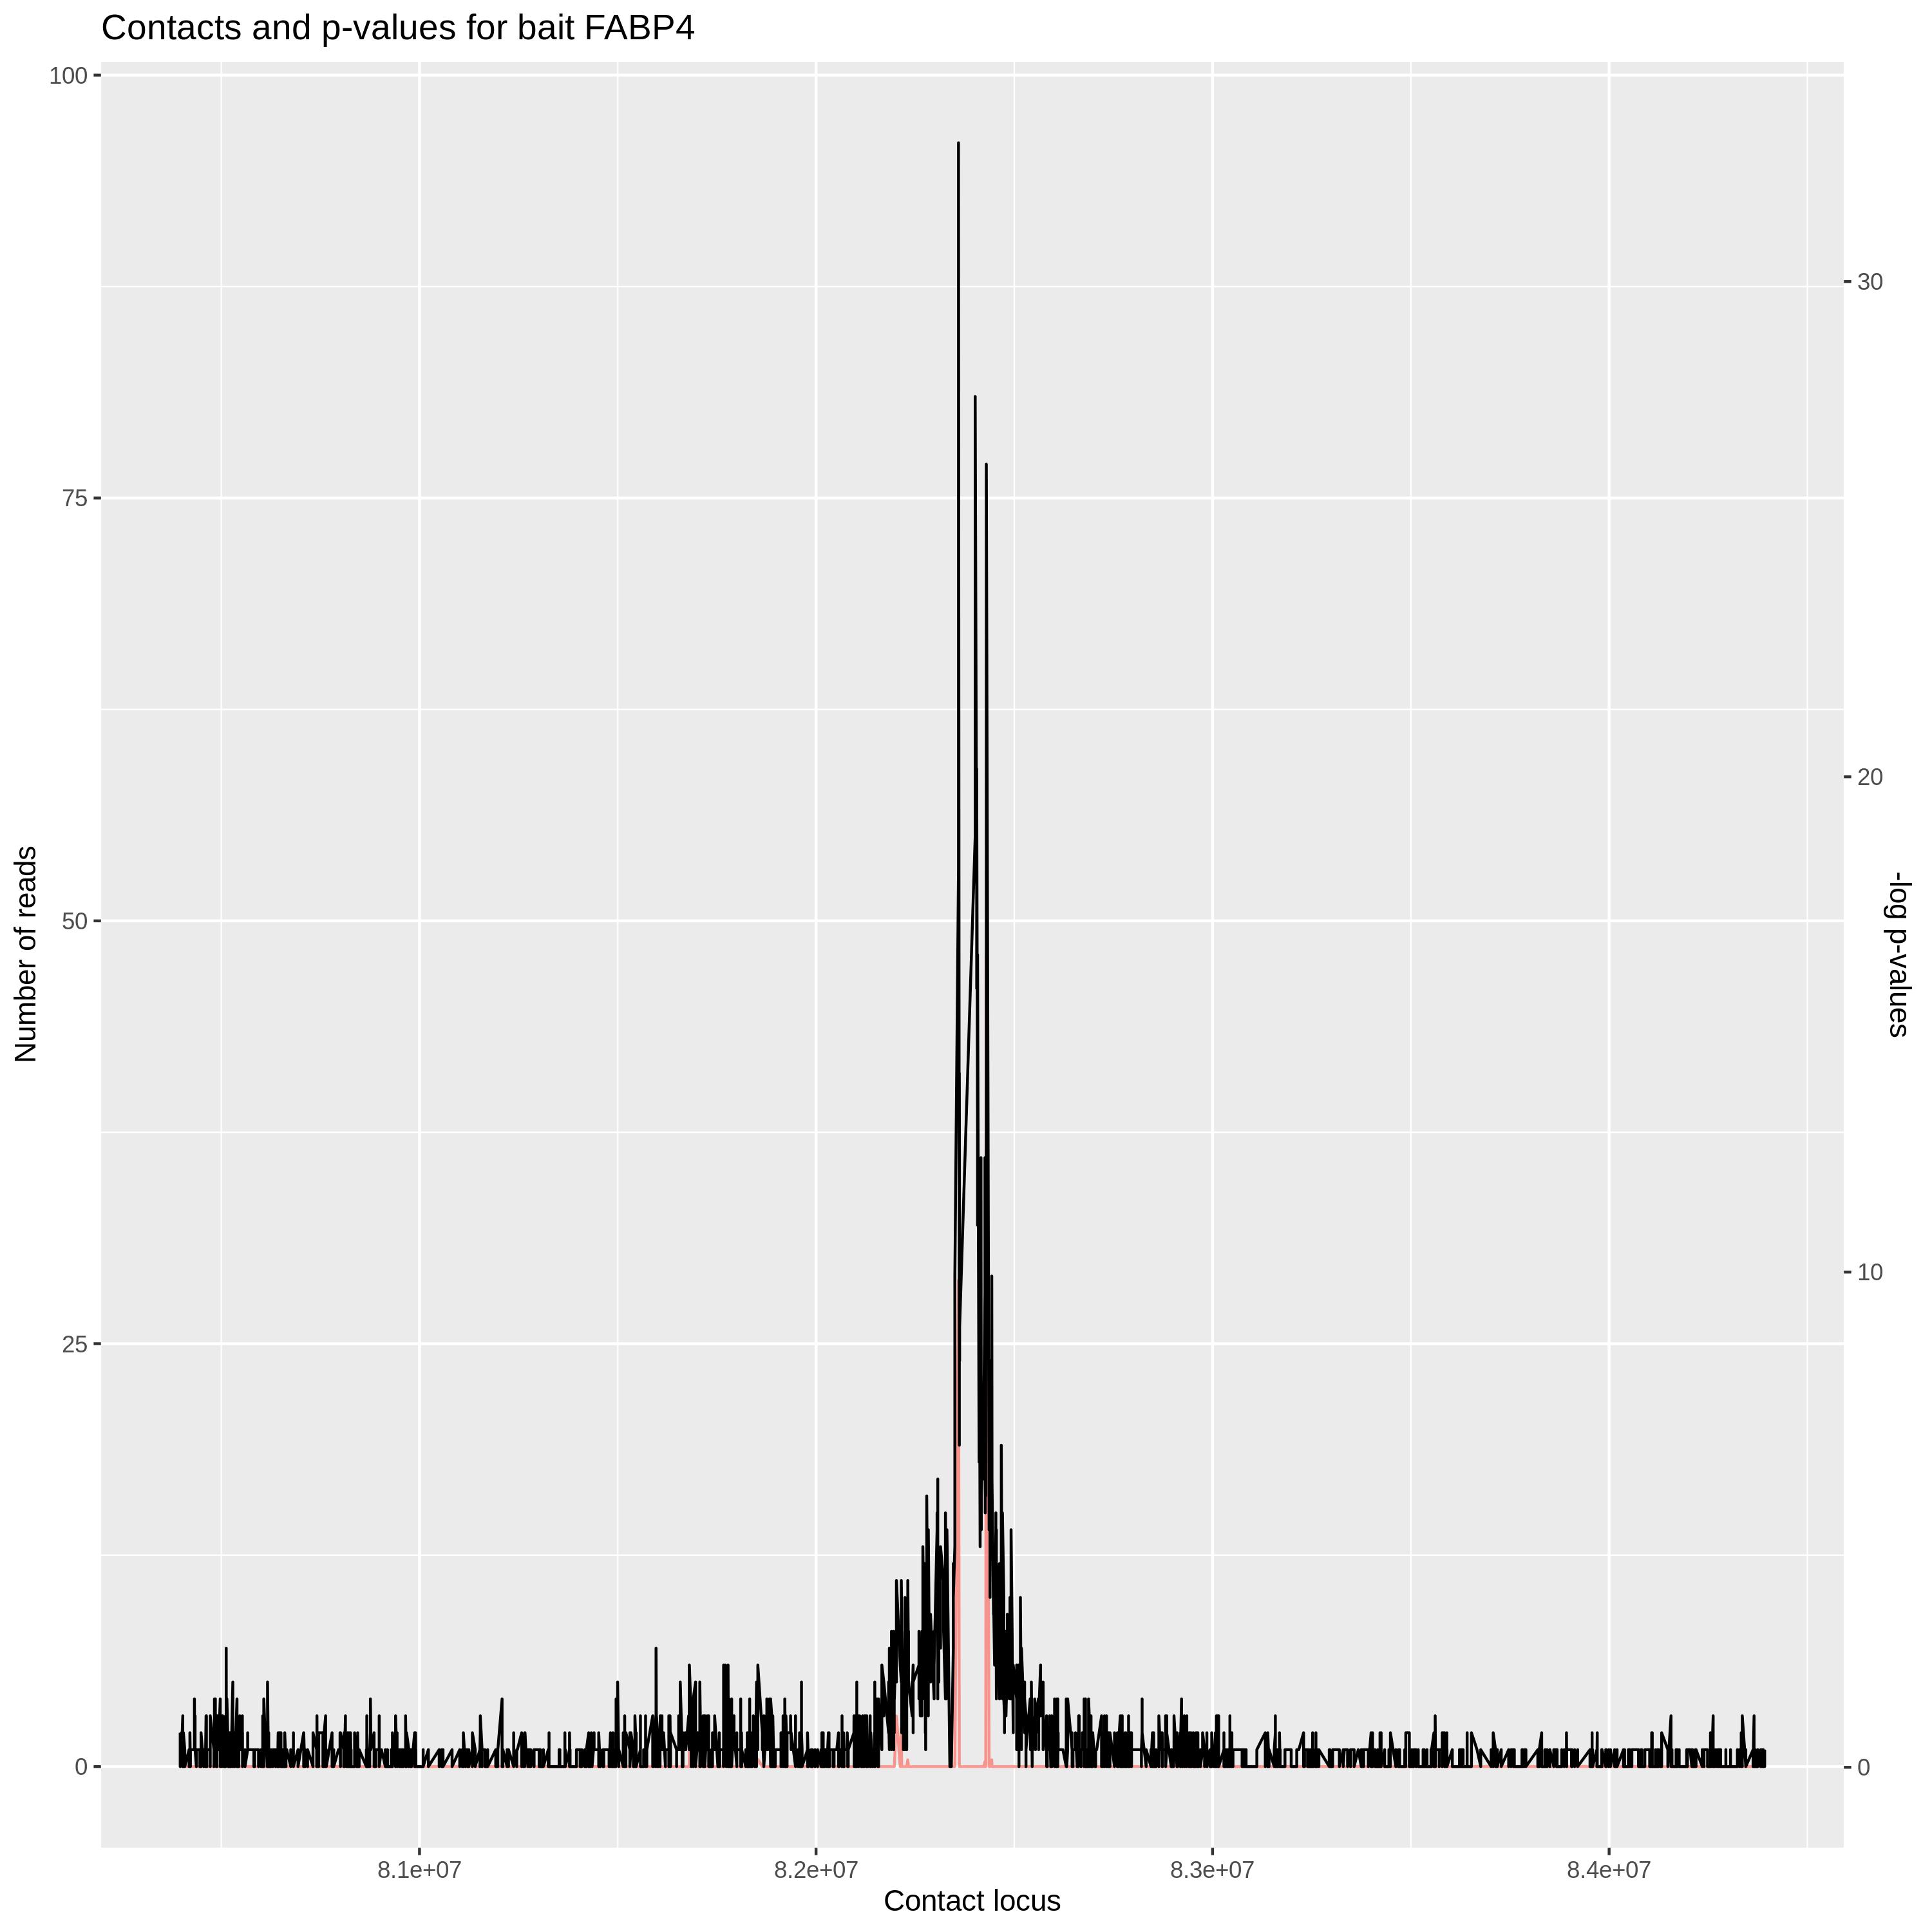 Contacts and p-values for bait FABP4
100
75
50
25
0
Number of reads
30
20
10
0
-log p-values
8.1e+07
8.2e+07
8.3e+07
8.4e+07
Contact locus